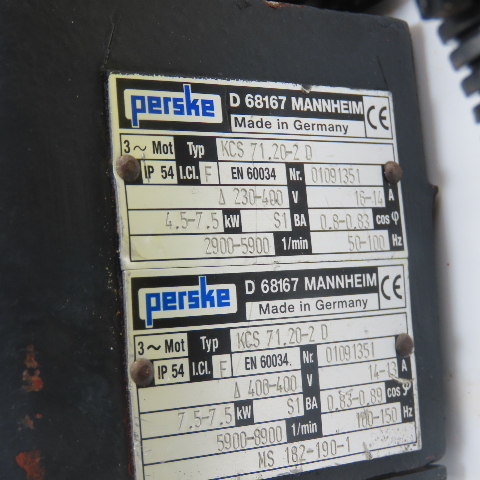 perske D 68167 MANNHEIM
Made in Germany CE
3~ Mot Typ KCS 71.20-2 D
IP 54 I.Cl. F EN 60034 Nr. 01091351
Δ 230-400 V 16-14 A
4.5-7.5 kW S1 BA 0.8-0.83 cos φ
2900-5900 1/min 50-100 Hz
perske D 68167 MANNHEIM
Made in Germany CE
3~ Mot Typ KCS 71.20-2 D
IP 54 I.Cl. F EN 60034 Nr. 01091351
Δ 400-400 V 14-13 A
7.5-7.5 kW S1 BA 0.83-0.89 cos φ
5900-8900 1/min 100-150 Hz
MS 182-190-1